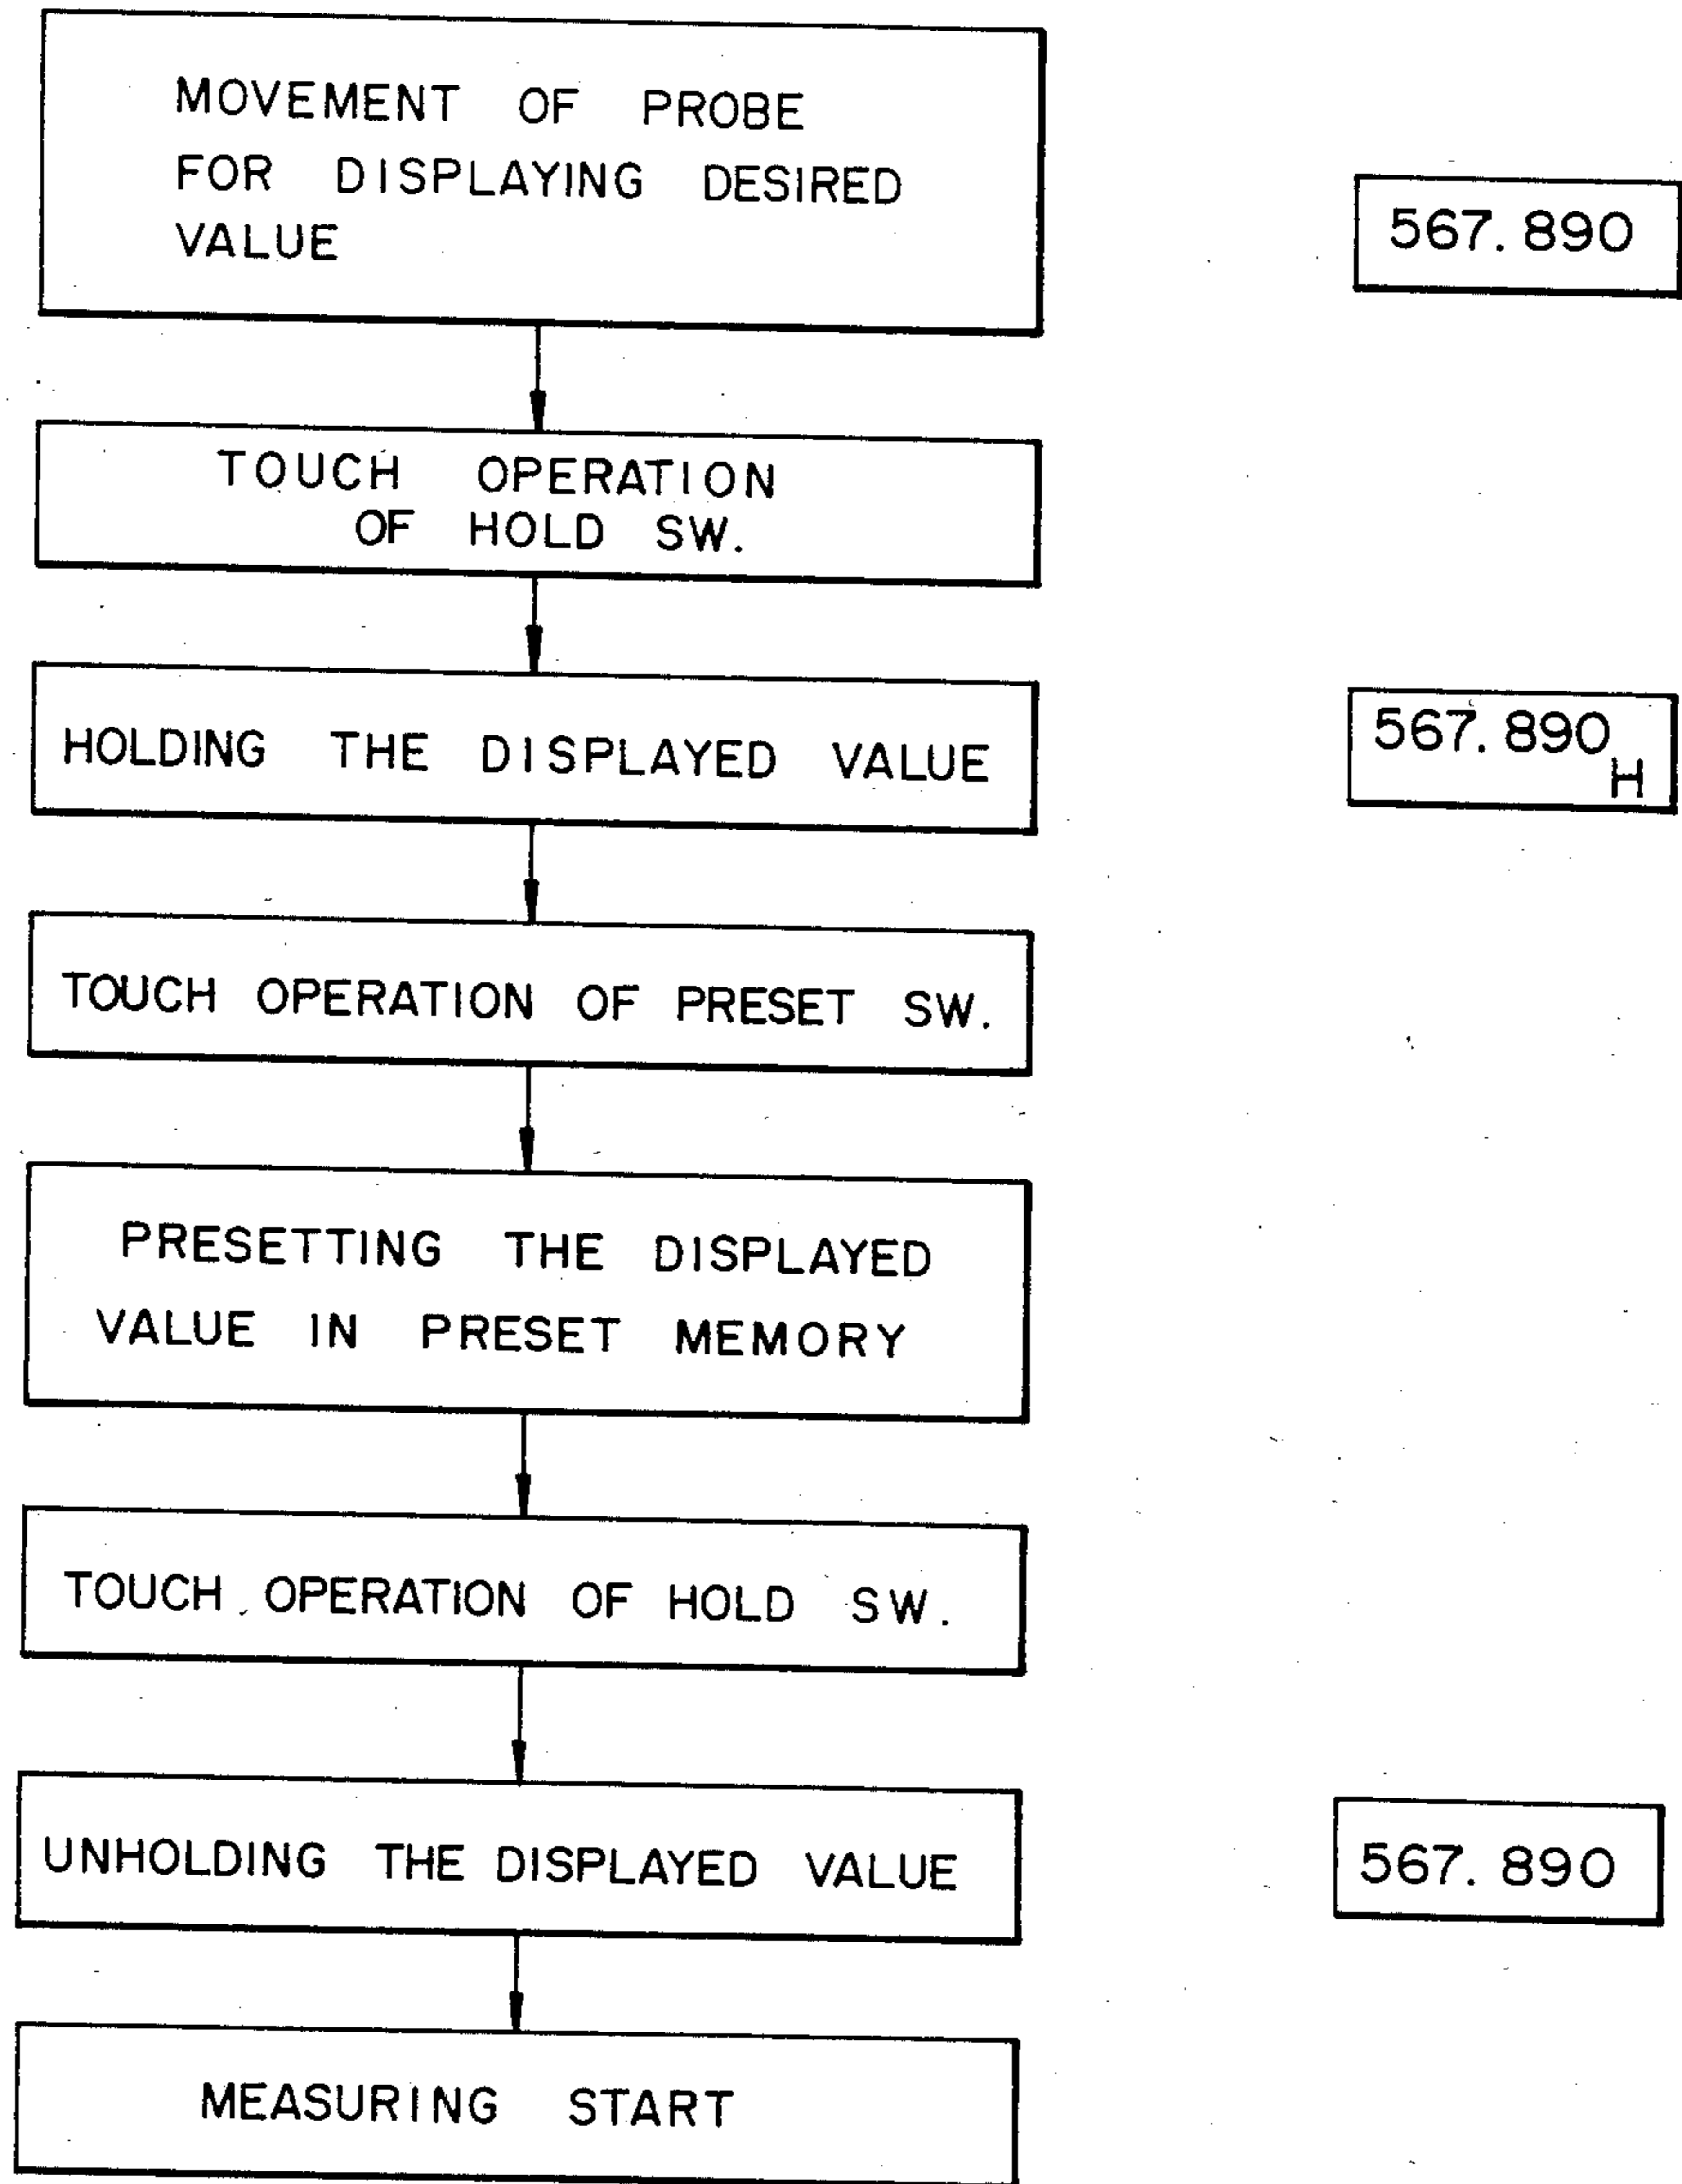 MOVEMENT OF PROBE
FOR DISPLAYING DESIRED
VALUE
567.890
TOUCH OPERATION
OF HOLD SW.
HOLDING THE DISPLAYED VALUE
567.890
H
TOUCH OPERATION OF PRESET SW.
PRESETTING THE DISPLAYED
VALUE IN PRESET MEMORY
TOUCH OPERATION OF HOLD SW.
UNHOLDING THE DISPLAYED VALUE
567.890
MEASURING START